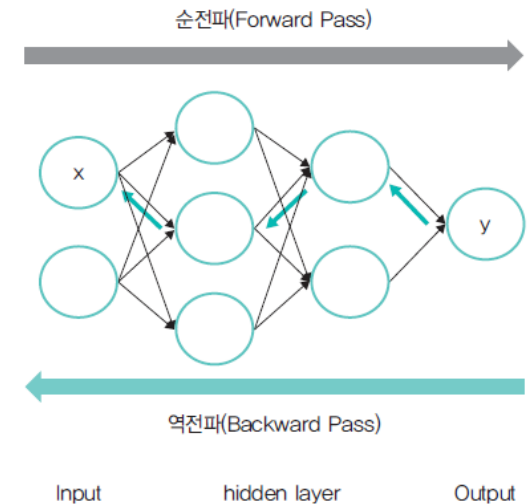 순전파(Forward Pass)
x
y
역전파(Backward Pass)
Input hidden layer Output